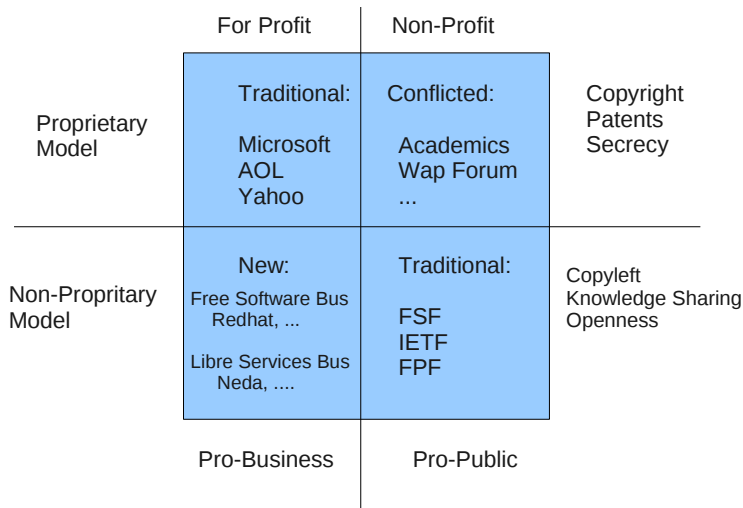 For Profit
Non-Profit
Proprietary
Model
Traditional:
Microsoft
AOL
Yahoo
Conflicted:
Academics
Wap Forum
...
Copyright
Patents
Secrecy
Non-Propritary
Model
New:
Free Software Bus
Redhat, ...
Libre Services Bus
Neda, ....
Traditional:
FSF
IETF
FPF
Copyleft
Knowledge Sharing
Openness
Pro-Business
Pro-Public